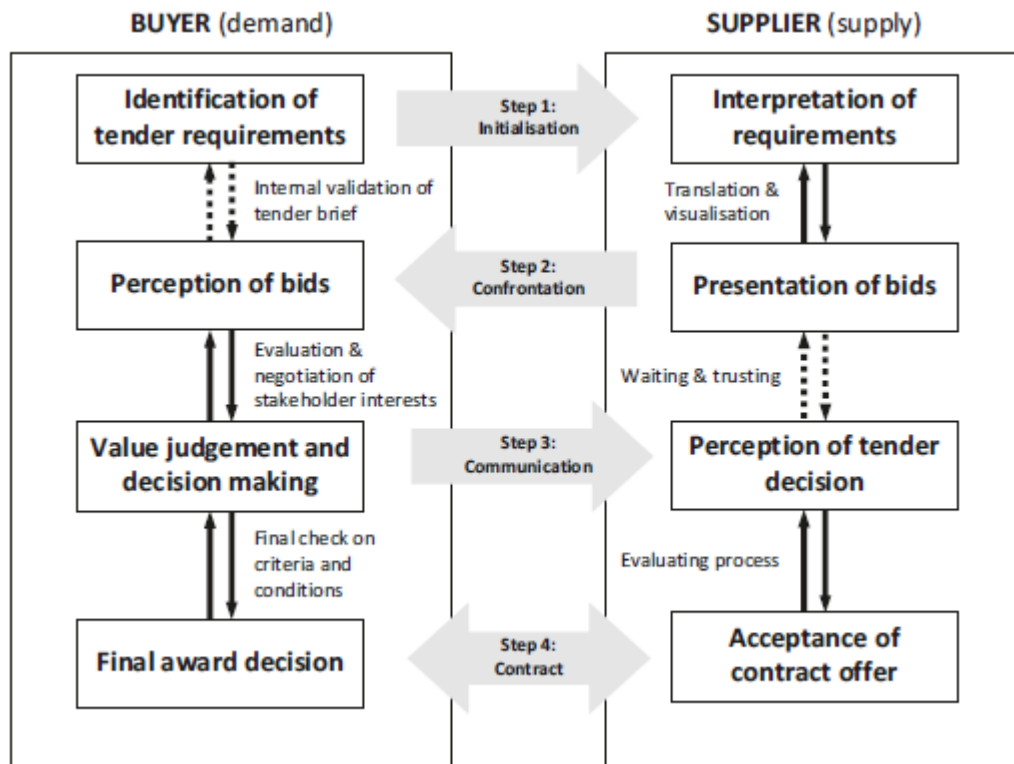 BUYER (demand)
SUPPLIER (supply)
Identification of
tender requirements
Step 1:
Initialisation
Interpretation of
requirements
Internal validation of
tender brief
Translation &
visualisation
Perception of bids
Step 2:
Confrontation
Presentation of bids
Evaluation &
negotiation of
stakeholder interests
Waiting & trusting
Value judgement and
decision making
Step 3:
Communication
Perception of tender
decision
Final check on
criteria and
conditions
Evaluating process
Final award decision
Step 4:
Contract
Acceptance of
contract offer